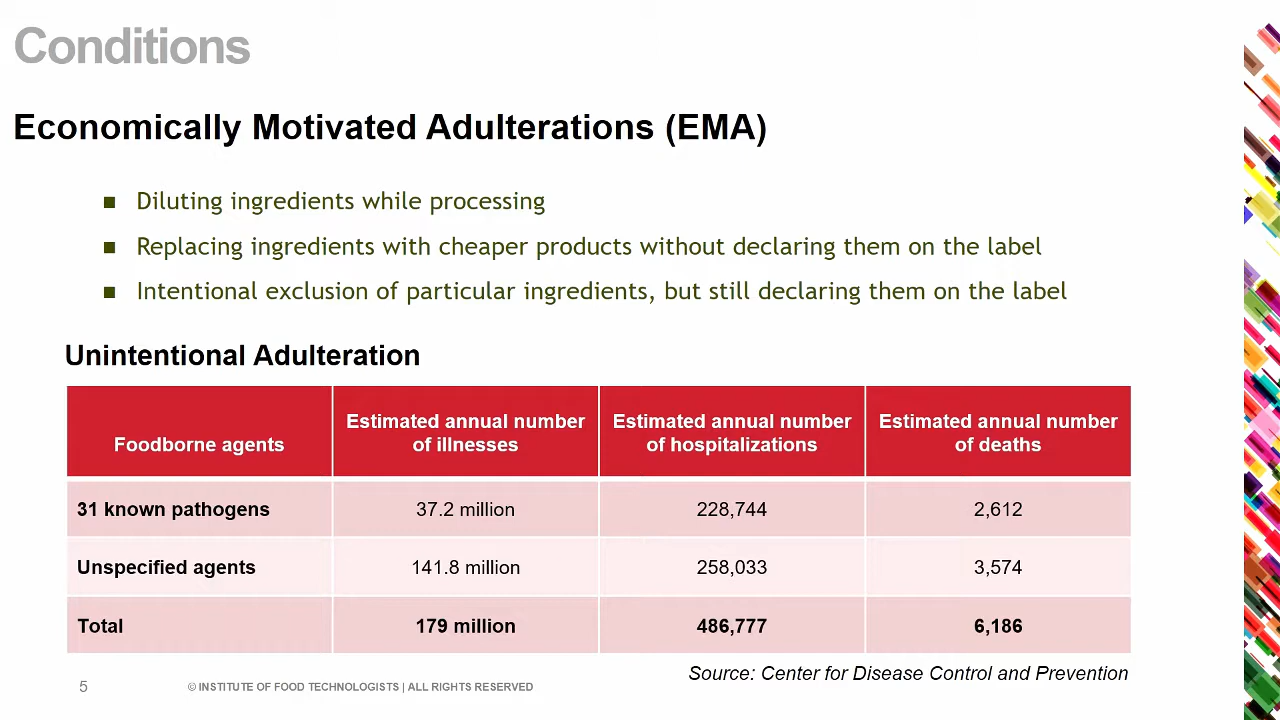 Conditions
Economically Motivated Adulterations (EMA)
■ Diluting ingredients while processing
■ Replacing ingredients with cheaper products without declaring them on the label
■ Intentional exclusion of particular ingredients, but still declaring them on the label
Unintentional Adulteration
Foodborne agents
Estimated annual number
of illnesses
Estimated annual number
of hospitalizations
Estimated annual number
of deaths
31 known pathogens 37.2 million 228,744 2,612
Unspecified agents 141.8 million 258,033 3,574
Total 179 million 486,777 6,186
Source: Center for Disease Control and Prevention
5 © INSTITUTE OF FOOD TECHNOLOGISTS | ALL RIGHTS RESERVED